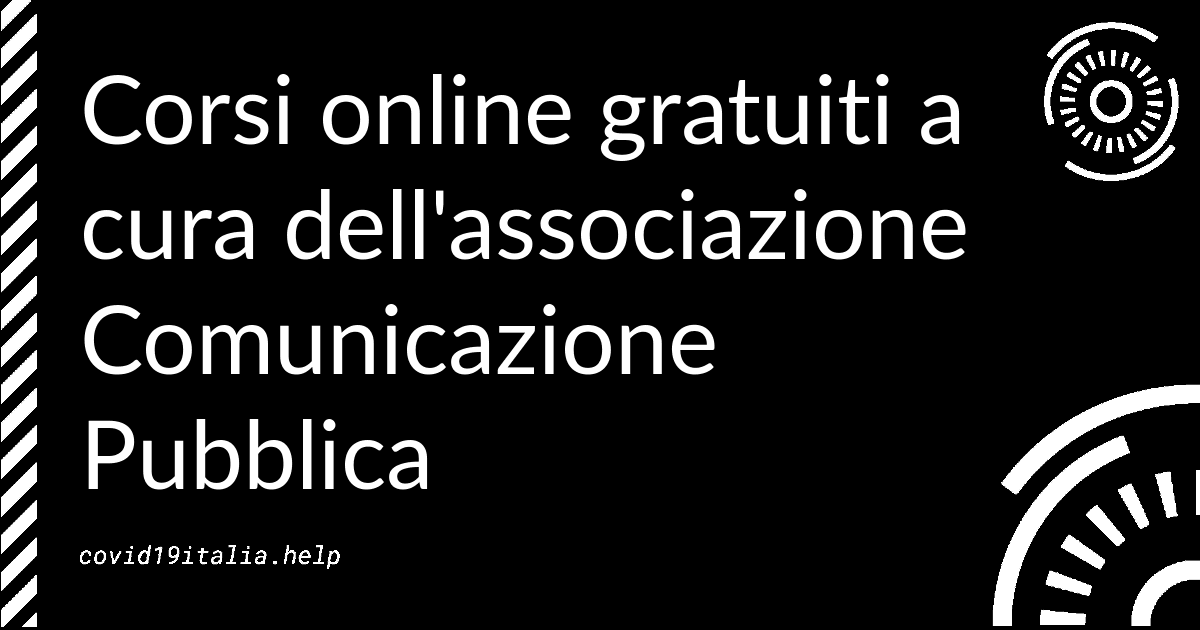 Corsi online gratuiti a
cura dell'associazione
Comunicazione
Pubblica
covid19italia.help